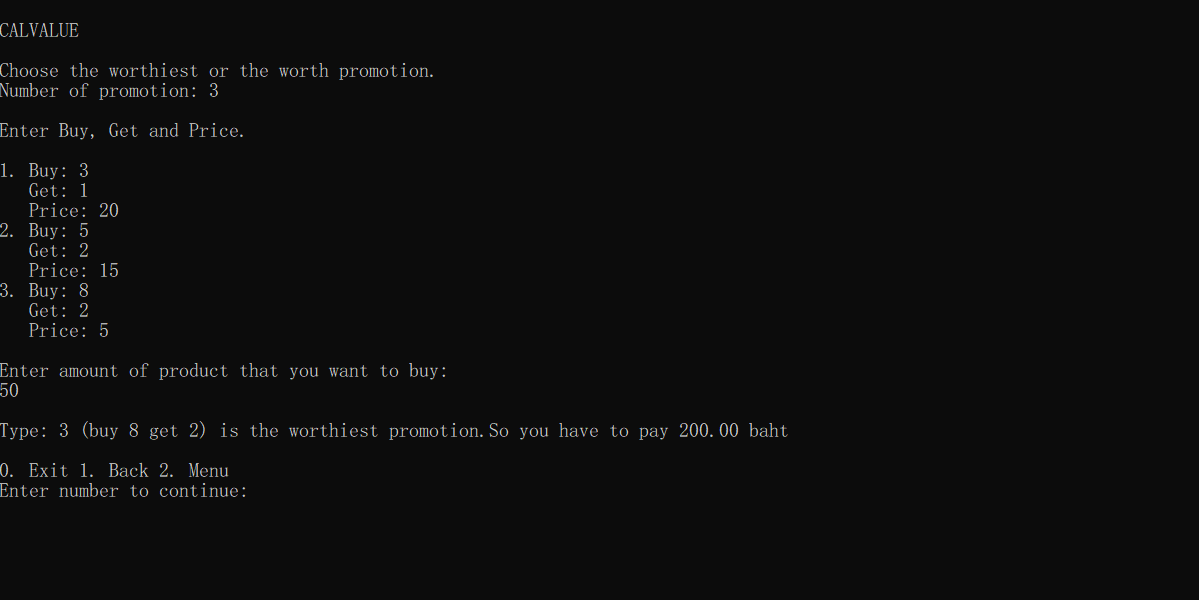 CALVALUE
Choose the worthiest or the worth promotion.
Number of promotion: 3
Enter Buy, Get and Price.
1. Buy: 3
Get: 1
Price: 20
2. Buy: 5
Get: 2
Price: 15
3. Buy: 8
Get: 2
Price: 5
Enter amount of product that you want to buy:
50
Type: 3 (buy 8 get 2) is the worthiest promotion.So you have to pay 200.00 baht
0. Exit 1. Back 2. Menu
Enter number to continue: